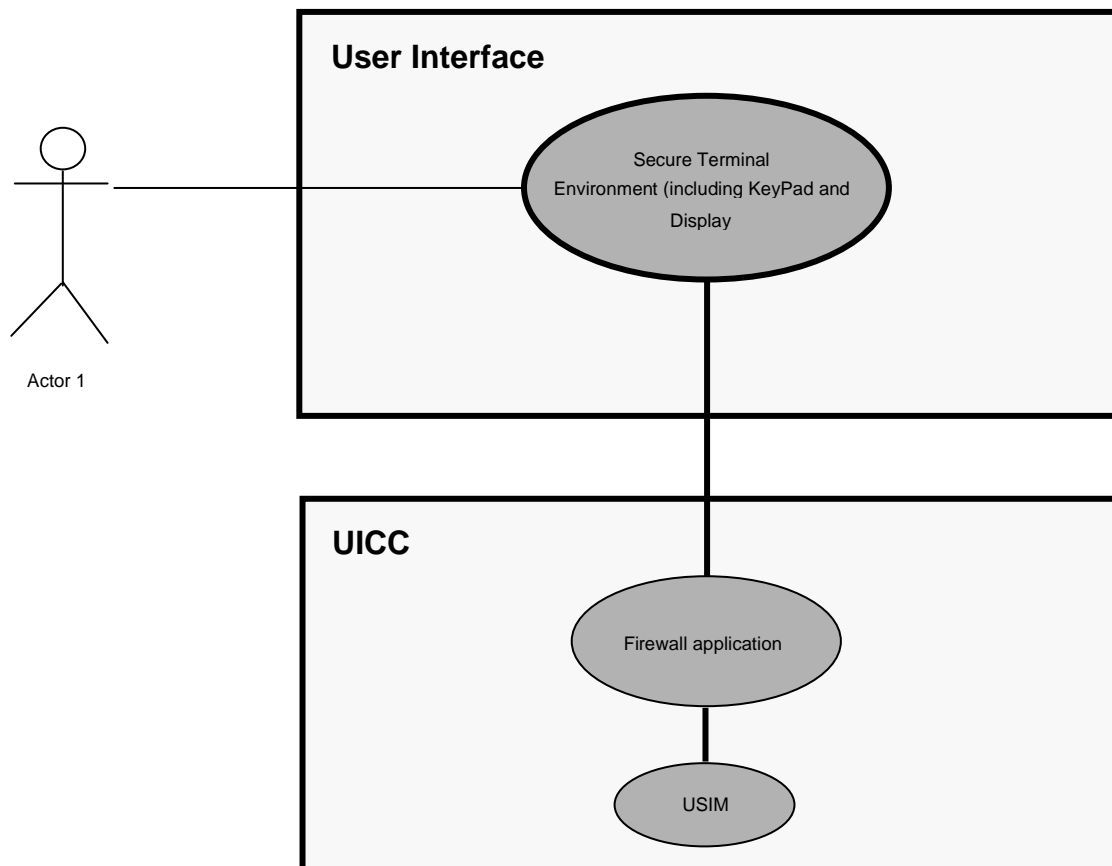 User Interface
Secure Terminal
Environment (including KeyPad and
Display
Actor 1
UICC
Firewall application
USIM